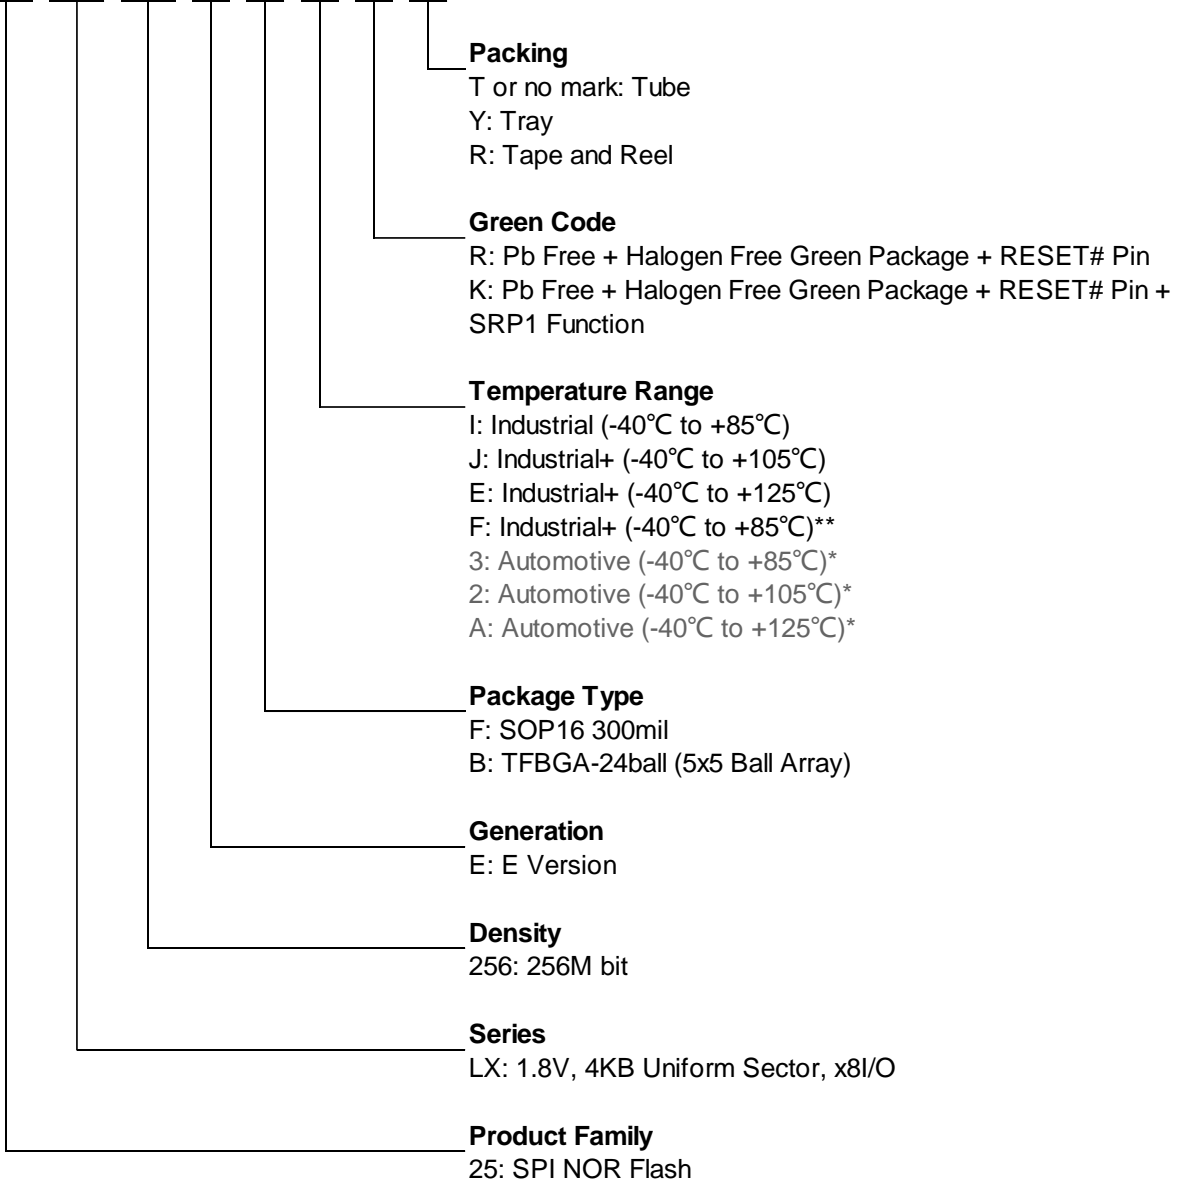 Packing
T or no mark: Tube
Y: Tray
R: Tape and Reel
Green Code
R: Pb Free + Halogen Free Green Package + RESET# Pin
K: Pb Free + Halogen Free Green Package + RESET# Pin +
SRP1 Function
Temperature Range
I: Industrial (-40℃ to +85℃)
J: Industrial+ (-40℃ to +105℃)
E: Industrial+ (-40℃ to +125℃)
F: Industrial+ (-40℃ to +85℃)**
3: Automotive (-40℃ to +85℃)*
2: Automotive (-40℃ to +105℃)*
A: Automotive (-40℃ to +125℃)*
Package Type
F: SOP16 300mil
B: TFBGA-24ball (5x5 Ball Array)
Generation
E: E Version
Density
256: 256M bit
Series
LX: 1.8V, 4KB Uniform Sector, x8I/O
Product Family
25: SPI NOR Flash